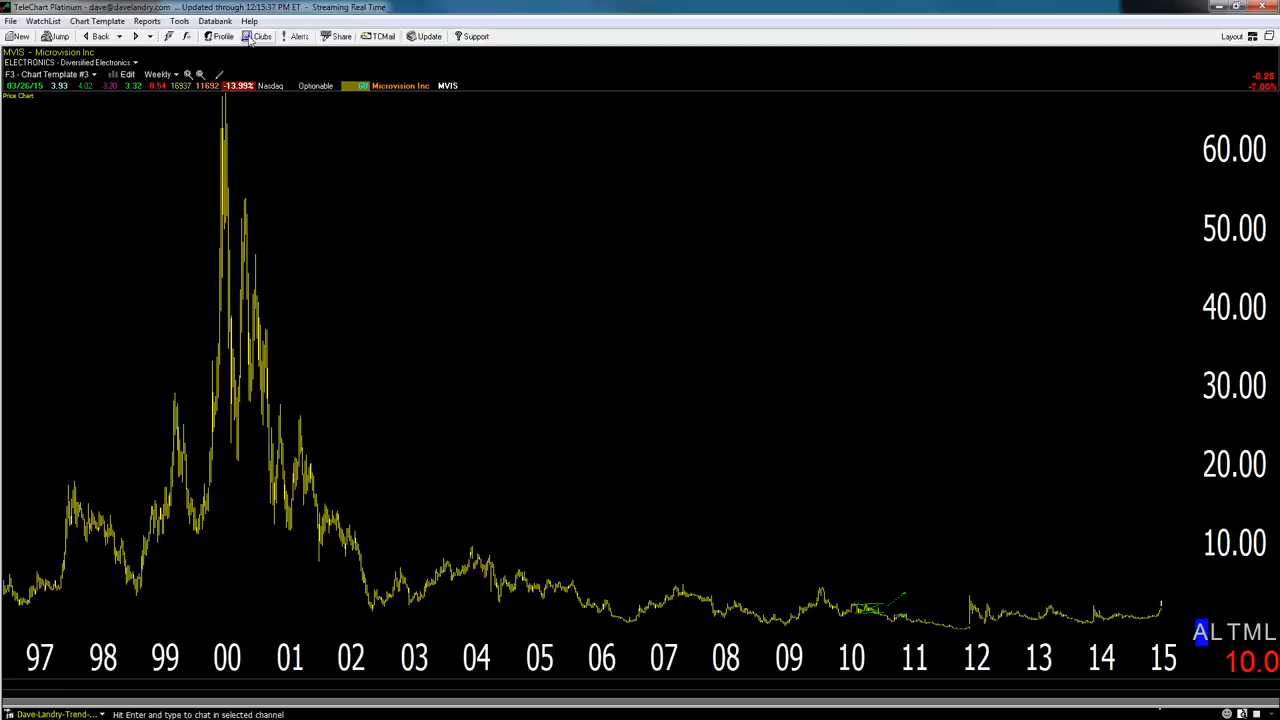 TeleChart Platinum - dave@davelandry.com ... Updated through 12:15:37 PM ET - Streaming Real Time
File WatchList Chart Template Reports Tools Databank Help
New Jump Back Profile Clubs Alerts Share TCMail Update Support Layout
MVIS - Microvision Inc
ELECTRONICS - Diversified Electronics
F3 - Chart Template #3 Edit Weekly
03/26/15 3.93 4.02 3.20 3.32 0.54 16937 11692 -13.99% Nasdaq Optionable 68 Microvision Inc MVIS
-0.25
-7.00%
Price Chart
60.00
50.00
40.00
30.00
20.00
10.00
A L T M L
10.0
97 98 99 00 01 02 03 04 05 06 07 08 09 10 11 12 13 14 15
Dave-Landry-Trend-... Hit Enter and type to chat in selected channel